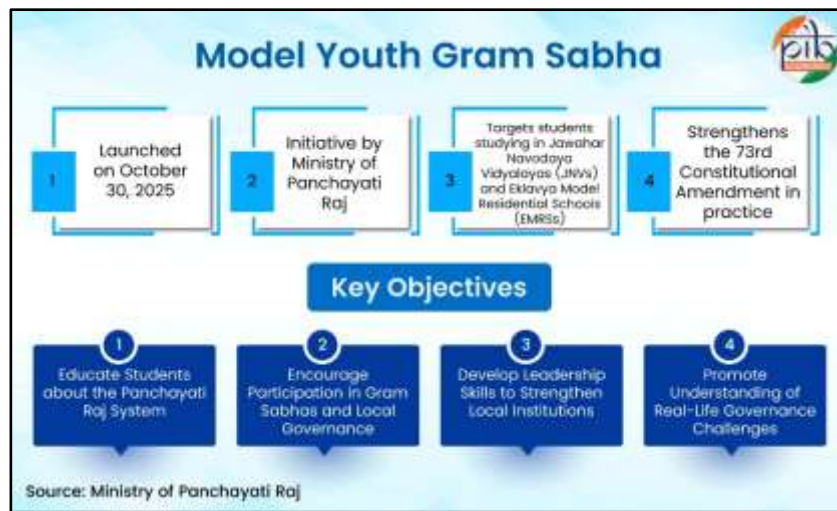 Model Youth Gram Sabha
pib
1
Launched
on October
30, 2025
2
Initiative by
Ministry of
Panchayati
Raj
3
Targets students
studying in Jawahar
Navodaya
Vidyalayas (JNVs)
and Eklavya Model
Residential Schools
(EMRSs)
4
Strengthens
the 73rd
Constitutional
Amendment in
practice
Key Objectives
1
Educate Students
about the Panchayati
Raj System
2
Encourage
Participation in Gram
Sabhas and Local
Governance
3
Develop Leadership
Skills to Strengthen
Local Institutions
4
Promote
Understanding of
Real-Life Governance
Challenges
Source: Ministry of Panchayati Raj